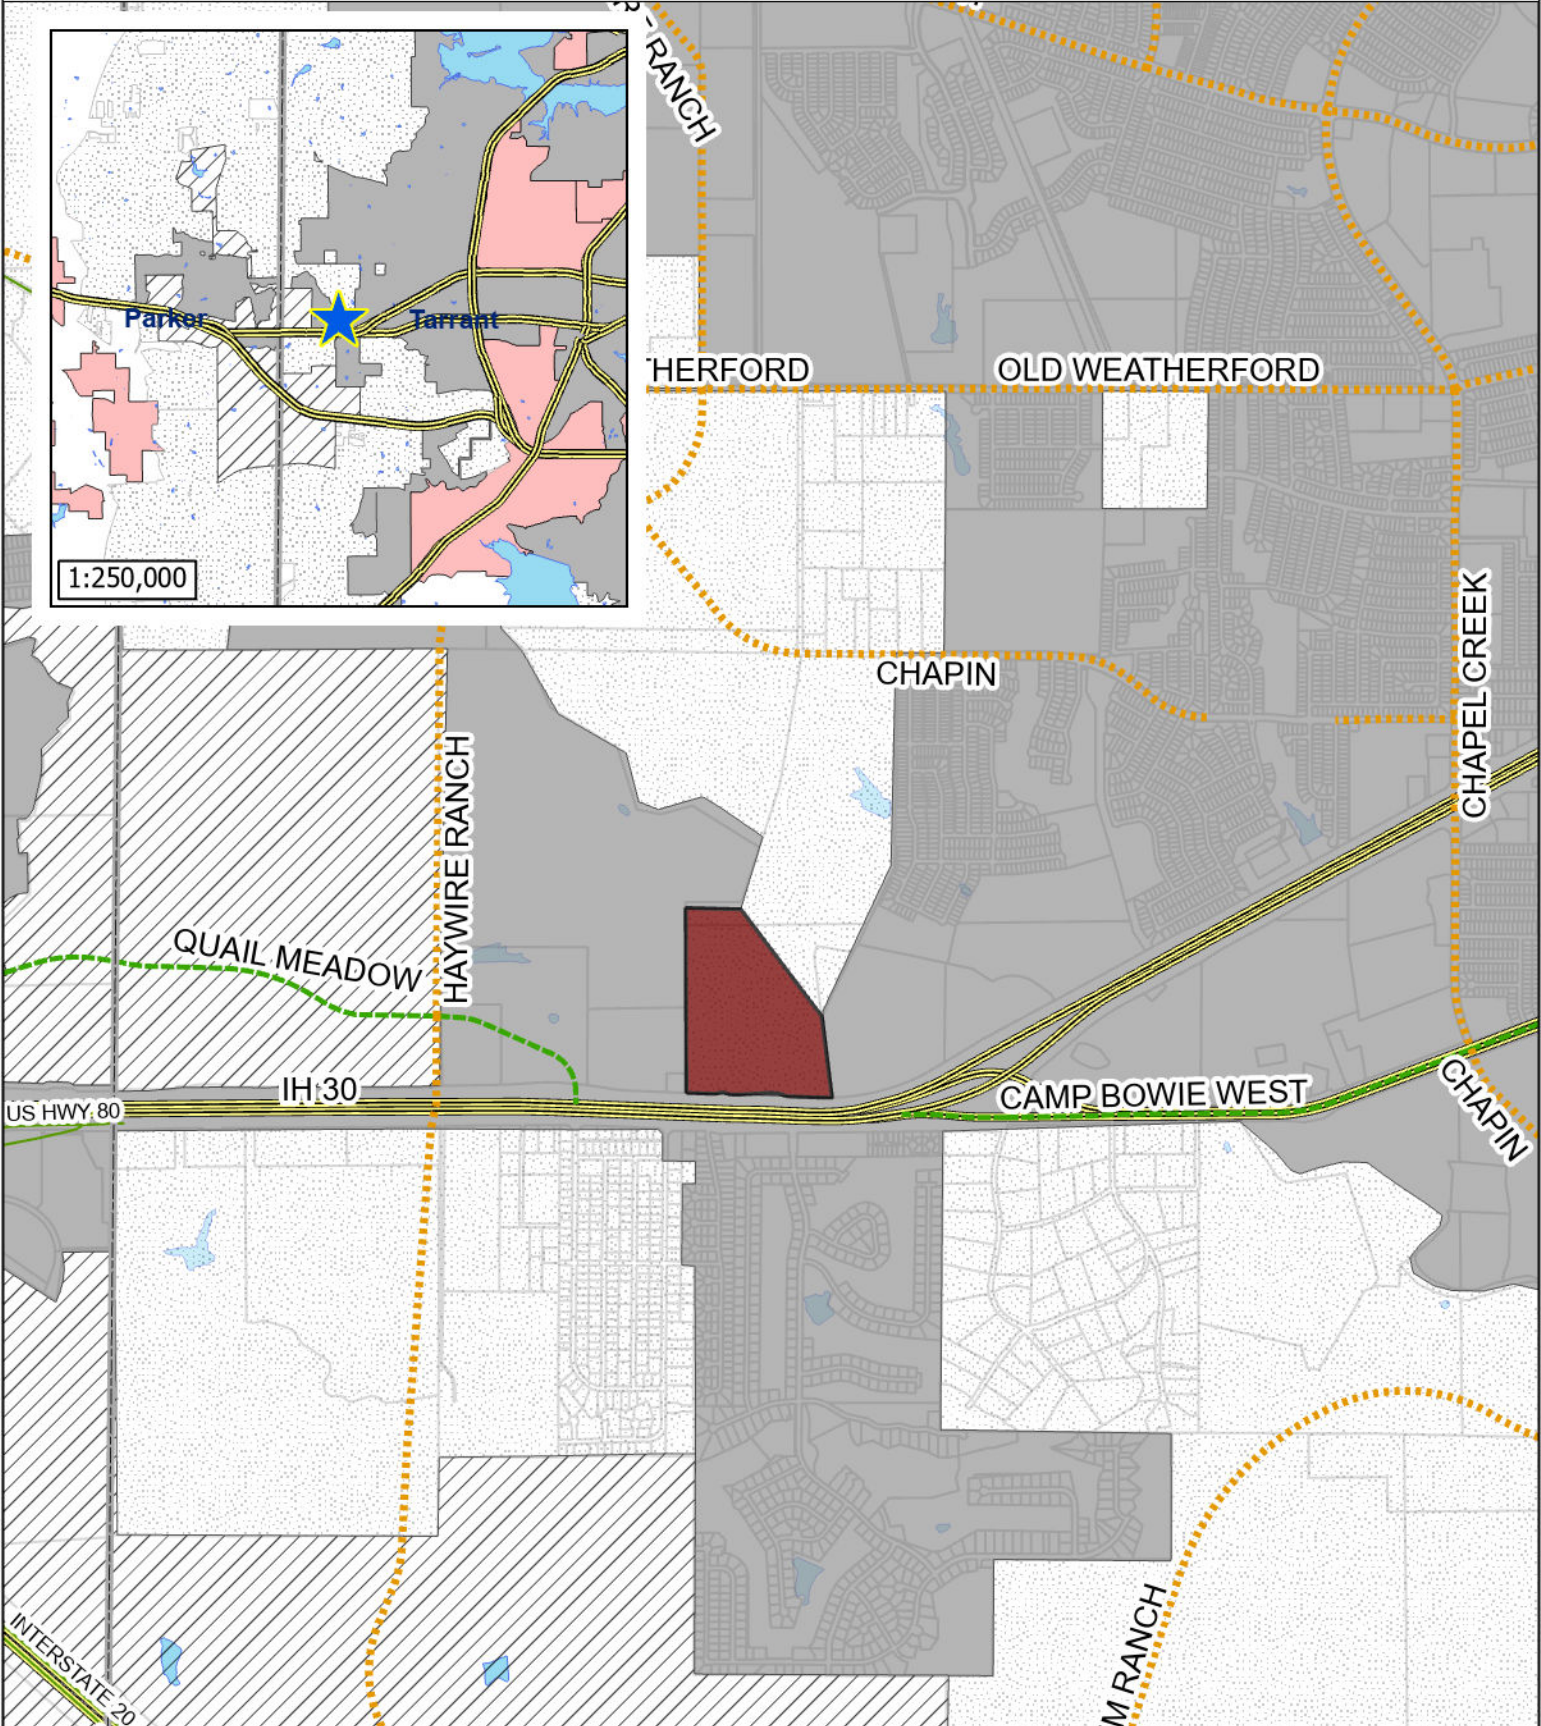 RANCH
Parker
Tarrant
1:250,000
OLD WEATHERFORD
CHAPIN
CHAPEL CREEK
HAYWIRE RANCH
QUAIL MEADOW
IH 30
US HWY 80
CAMP BOWIE WEST
CHAPIN
INTERSTATE 20
RANCH